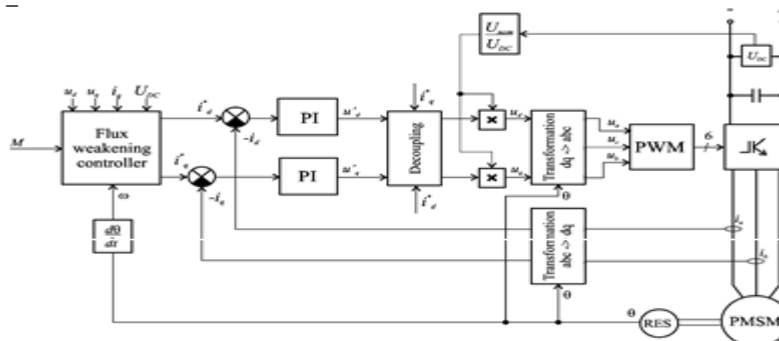 -
U_nom
U_DC
U_DC
u_d u_q i_q U_DC
M
Flux
weakening
controller
i*_d
-i_d
PI
u*_d
i*_q
Decoupling
u_d
Transformation
dq -> abc
u_a
u_c
u_b
PWM
6
i*_q
-i_q
PI
u*_q
i*_d
u_q
θ
ω
dθ
dt
Transformation
abc -> dq
θ
i_a
i_b
θ
RES
PMSM